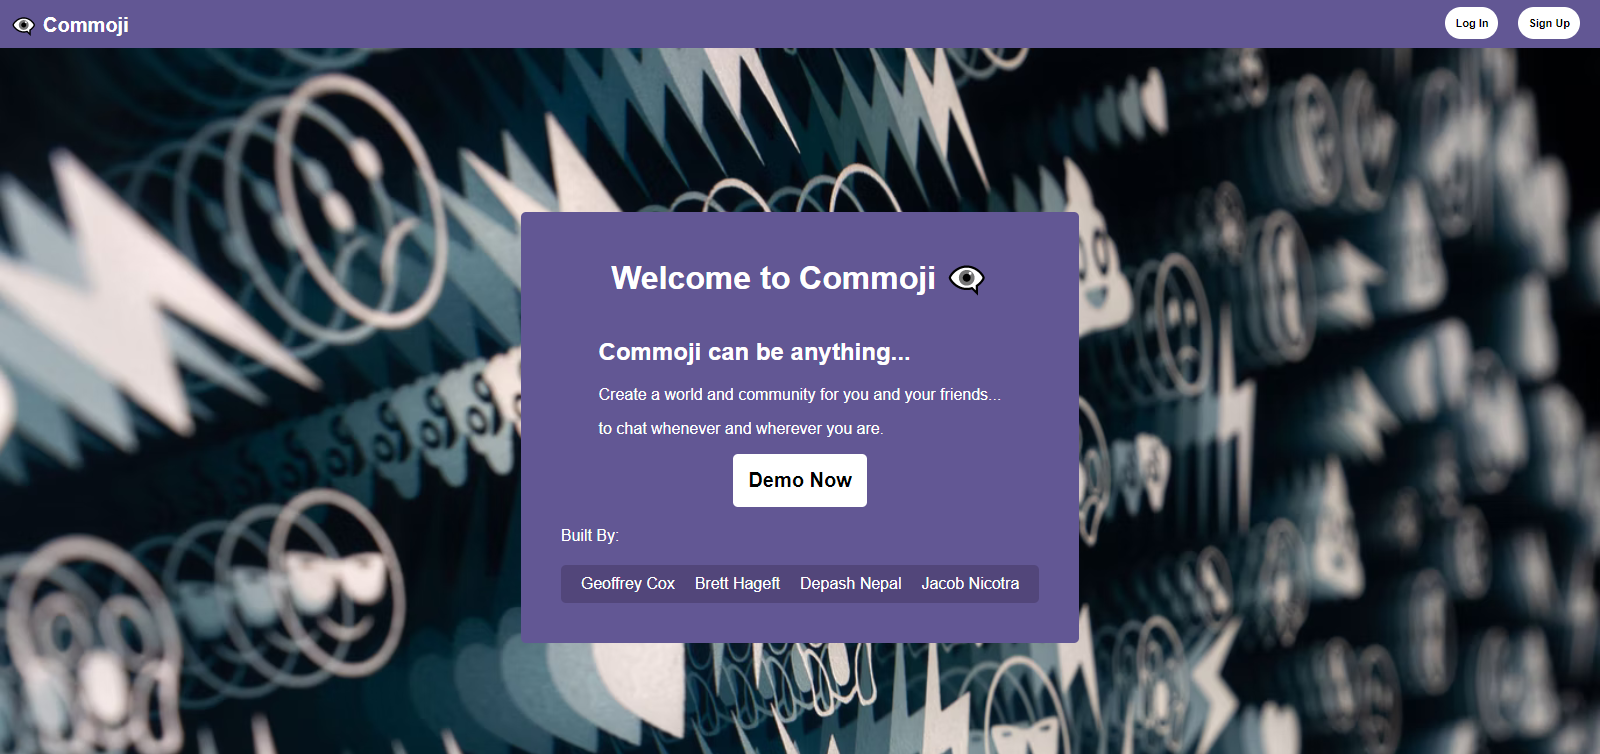 Commoji
Log In
Sign Up
Welcome to Commoji
Commoji can be anything...
Create a world and community for you and your friends...
to chat whenever and wherever you are.
Demo Now
Built By:
Geoffrey Cox Brett Hageft Depash Nepal Jacob Nicotra